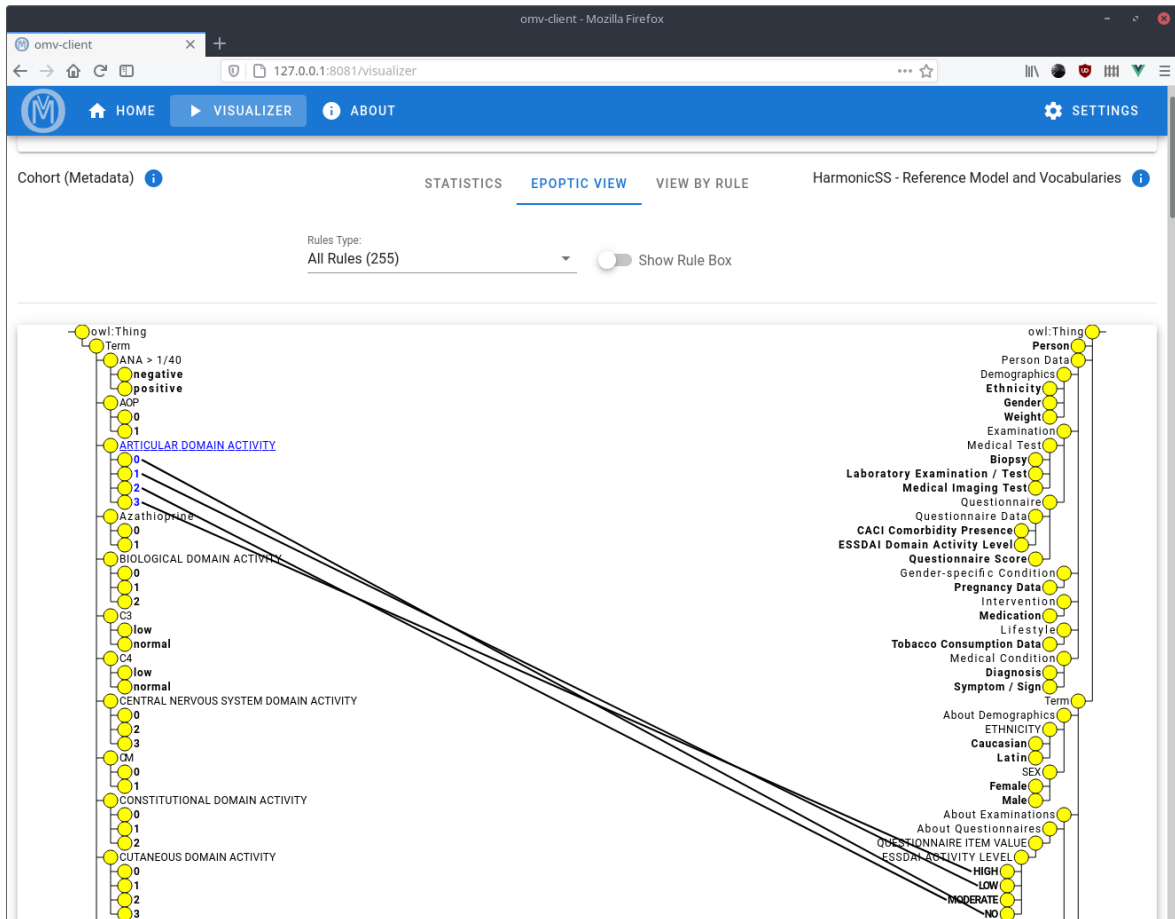 omv-client - Mozilla Firefox
omv-client
127.0.0.1:8081/visualizer
HOME
VISUALIZER
ABOUT
SETTINGS
Cohort (Metadata)
STATISTICS
EPOPTIC VIEW
VIEW BY RULE
HarmonicSS - Reference Model and Vocabularies
Rules Type:
All Rules (255)
Show Rule Box
owl:Thing
Term
ANA > 1/40
negative
positive
AOP
0
1
ARTICULAR DOMAIN ACTIVITY
0
1
2
3
Azathioprine
0
1
BIOLOGICAL DOMAIN ACTIVITY
0
1
2
C3
low
normal
C4
low
normal
CENTRAL NERVOUS SYSTEM DOMAIN ACTIVITY
0
2
3
CM
0
1
CONSTITUTIONAL DOMAIN ACTIVITY
0
1
2
CUTANEOUS DOMAIN ACTIVITY
0
1
2
3
owl:Thing
Person
Person Data
Demographics
Ethnicity
Gender
Weight
Examination
Medical Test
Biopsy
Laboratory Examination / Test
Medical Imaging Test
Questionnaire
Questionnaire Data
CACI Comorbidity Presence
ESSDAI Domain Activity Level
Questionnaire Score
Gender-specific Condition
Pregnancy Data
Intervention
Medication
Lifestyle
Tobacco Consumption Data
Medical Condition
Diagnosis
Symptom / Sign
Term
About Demographics
ETHNICITY
Caucasian
Latin
SEX
Female
Male
About Examinations
About Questionnaires
QUESTIONNAIRE ITEM VALUE
ESSDAI ACTIVITY LEVEL
HIGH
LOW
MODERATE
NO